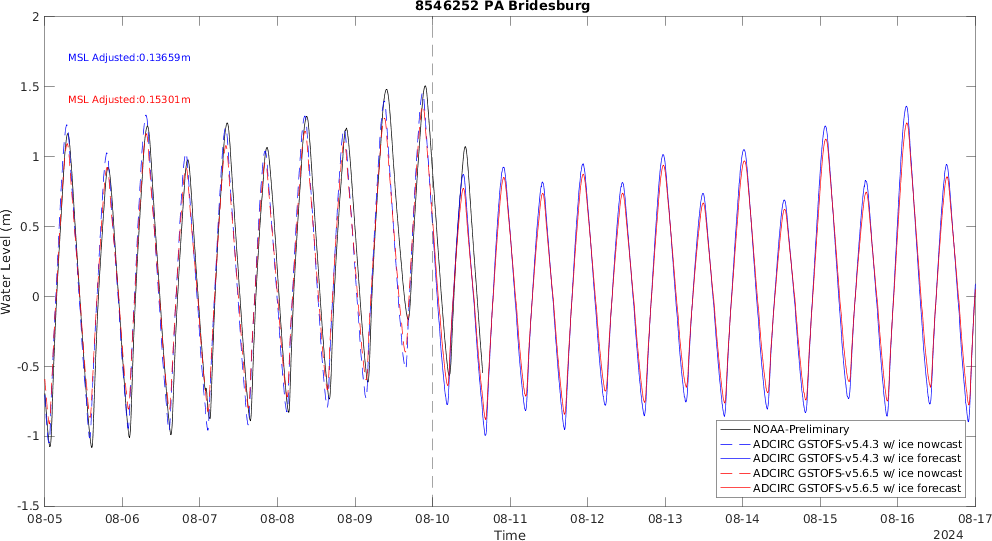 8546252 PA Bridesburg
MSL Adjusted:0.13659m
MSL Adjusted:0.15301m
Water Level (m)
2
1.5
1
0.5
0
-0.5
-1
-1.5
NOAA-Preliminary
ADCIRC GSTOFS-v5.4.3 w/ ice nowcast
ADCIRC GSTOFS-v5.4.3 w/ ice forecast
ADCIRC GSTOFS-v5.6.5 w/ ice nowcast
ADCIRC GSTOFS-v5.6.5 w/ ice forecast
08-05 08-06 08-07 08-08 08-09 08-10 08-11 08-12 08-13 08-14 08-15 08-16 08-17
Time
2024